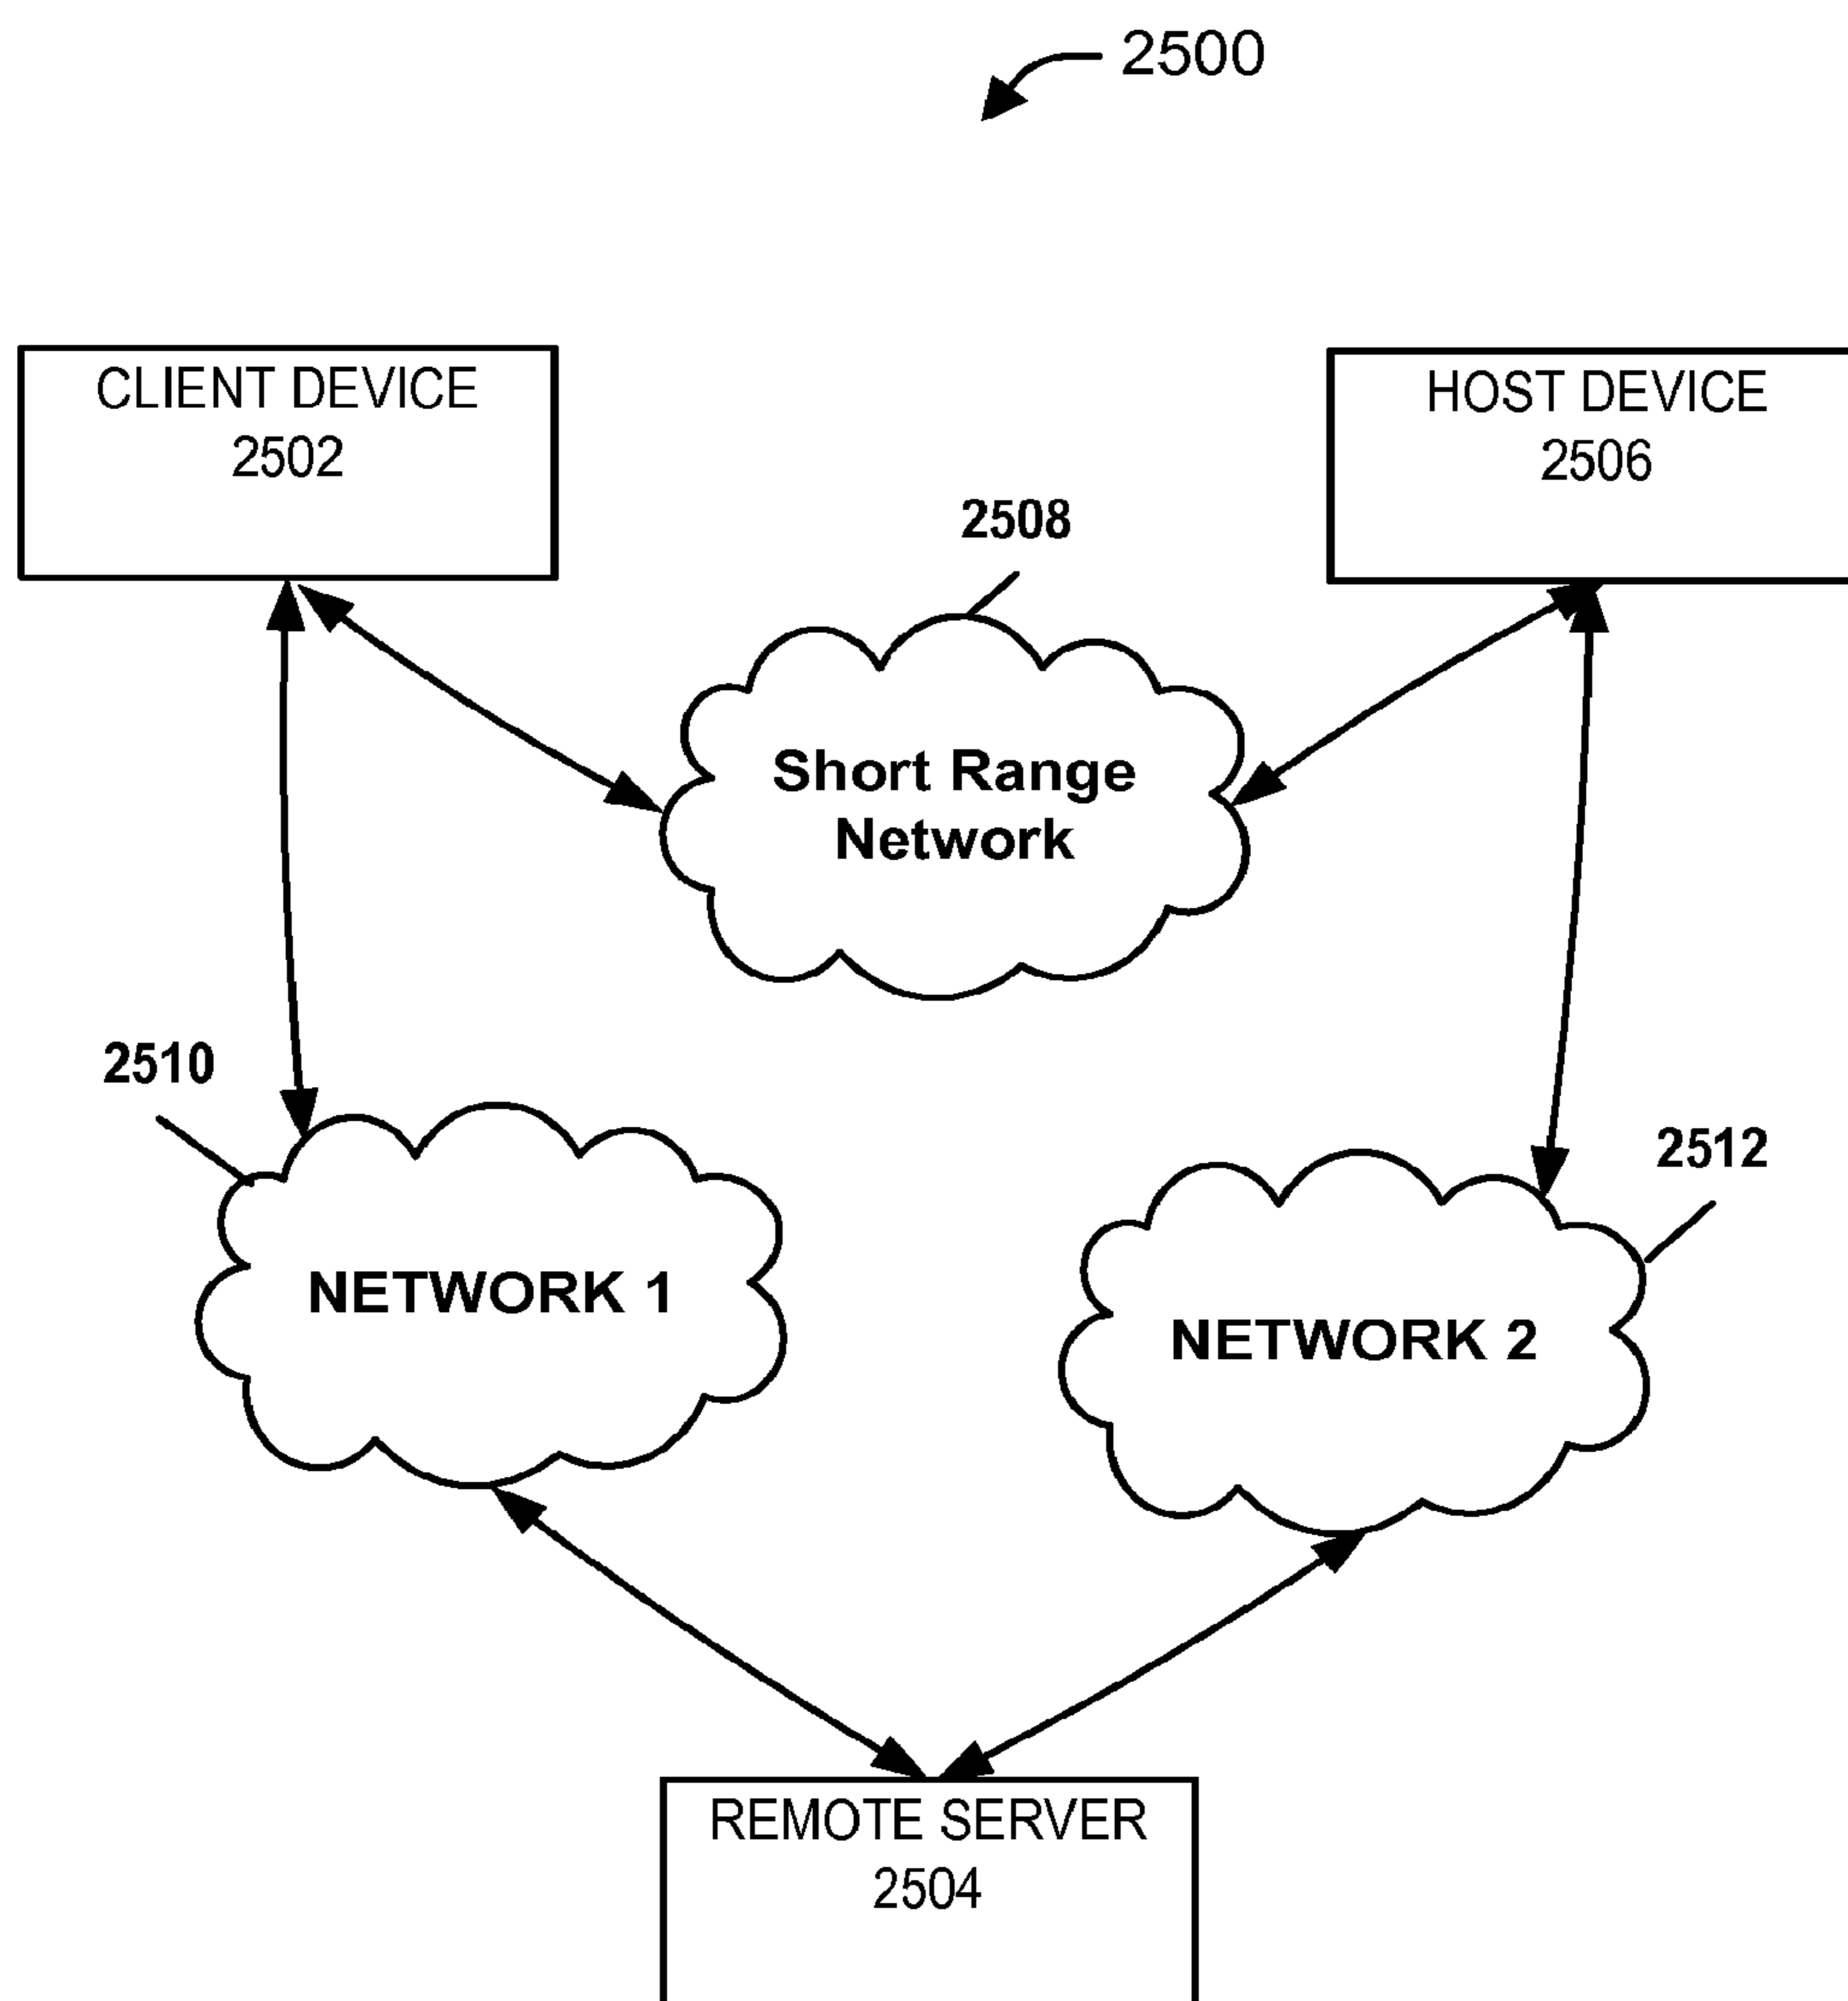 2500
CLIENT DEVICE
2502
HOST DEVICE
2506
2508
Short Range
Network
2510
NETWORK 1
2512
NETWORK 2
REMOTE SERVER
2504